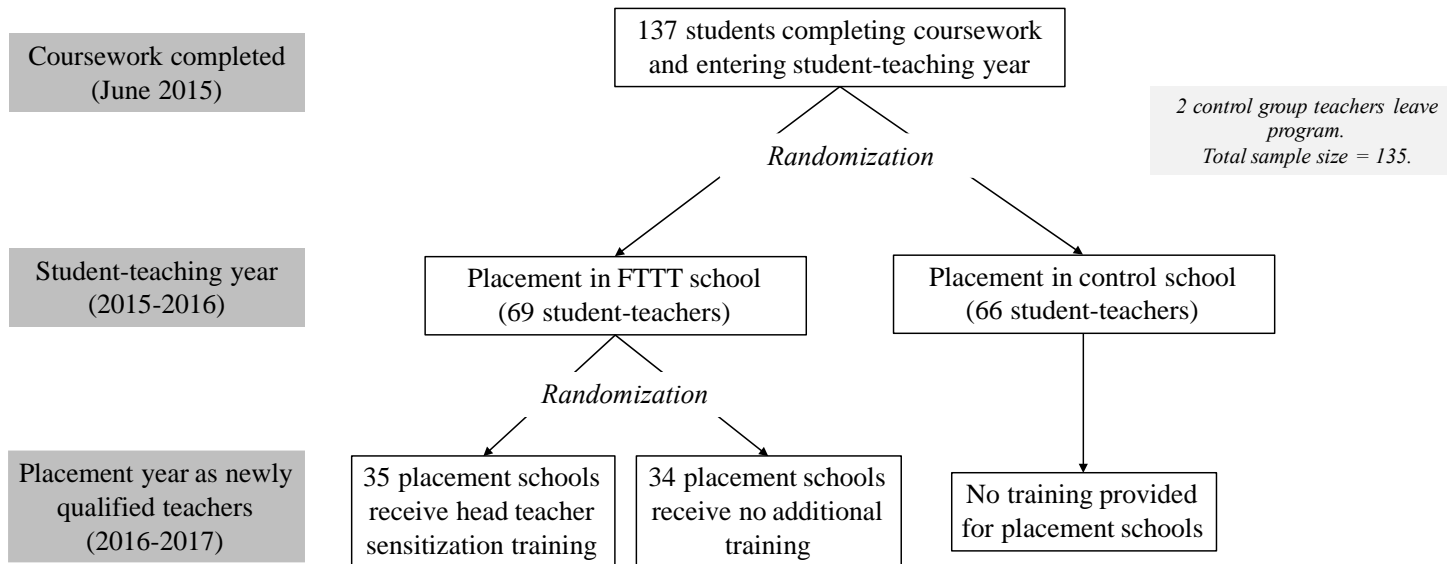 Coursework completed
(June 2015)
137 students completing coursework
and entering student-teaching year
2 control group teachers leave
program.
Total sample size = 135.
Randomization
Student-teaching year
(2015-2016)
Placement in FTTT school
(69 student-teachers)
Placement in control school
(66 student-teachers)
Randomization
Placement year as newly
qualified teachers
(2016-2017)
35 placement schools
receive head teacher
sensitization training
34 placement schools
receive no additional
training
No training provided
for placement schools